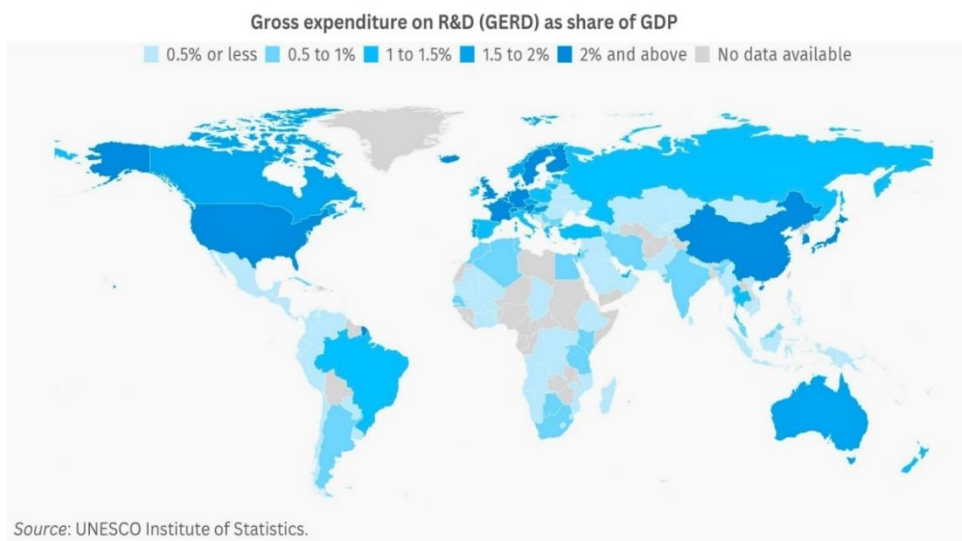 Gross expenditure on R&D (GERD) as share of GDP
0.5% or less 0.5 to 1% 1 to 1.5% 1.5 to 2% 2% and above No data available
Source: UNESCO Institute of Statistics.